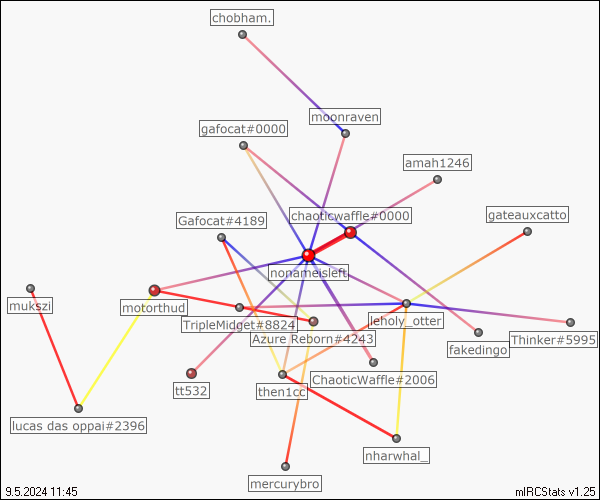 chobham.
moonraven
gafocat#0000
amah1246
chaoticwaffle#0000
Gafocat#4189
gateauxcatto
nonameisleft
mukszi
motorthud
TripleMidget#8824
leholy_otter
Azure Reborn#4243
fakedingo
Thinker#5995
tt532
then1cc
ChaoticWaffle#2006
lucas das oppai#2396
nharwhal_
mercurybro
9.5.2024 11:45
mIRCStats v1.25